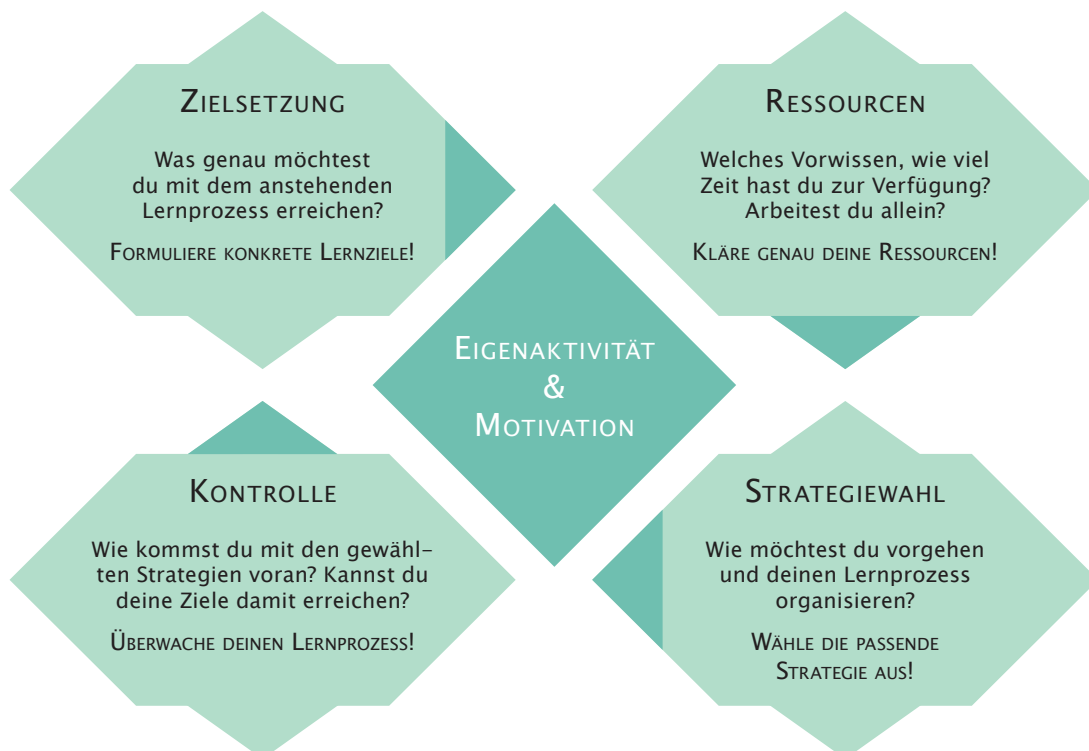 Zielsetzung
Was genau möchtest
du mit dem anstehenden
Lernprozess erreichen?
Formuliere konkrete Lernziele!
Ressourcen
Welches Vorwissen, wie viel
Zeit hast du zur Verfügung?
Arbeitest du allein?
Kläre genau deine Ressourcen!
Eigenaktivität
&
Motivation
Kontrolle
Wie kommst du mit den gewähl-
ten Strategien voran? Kannst du
deine Ziele damit erreichen?
Überwache deinen Lernprozess!
Strategiewahl
Wie möchtest du vorgehen
und deinen Lernprozess
organisieren?
Wähle die passende
Strategie aus!